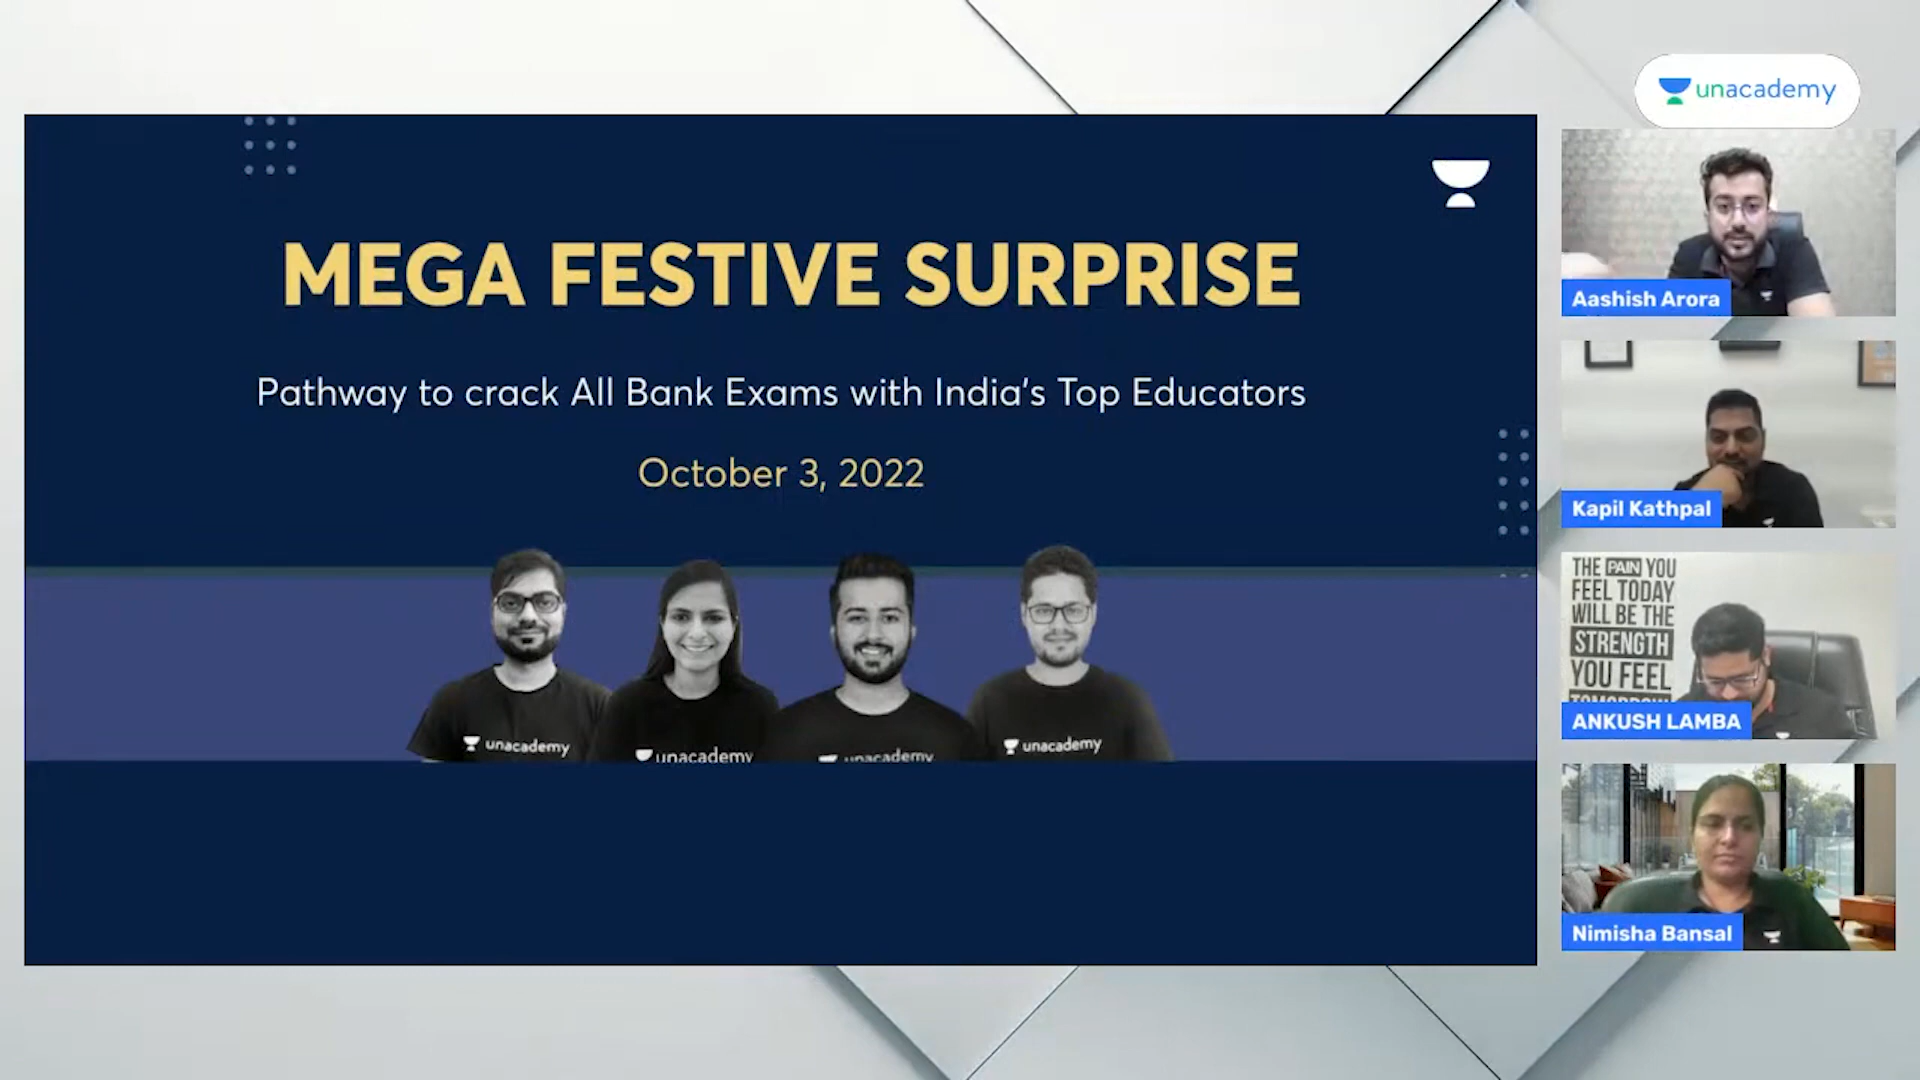 unacademy
MEGA FESTIVE SURPRISE
Pathway to crack All Bank Exams with India's Top Educators
October 3, 2022
unacademy
unacademy
unacademy
unacademy
Aashish Arora
Kapil Kathpal
THE PAIN YOU
FEEL TODAY
WILL BE THE
STRENGTH
YOU FEEL
TOMORROW
ANKUSH LAMBA
Nimisha Bansal